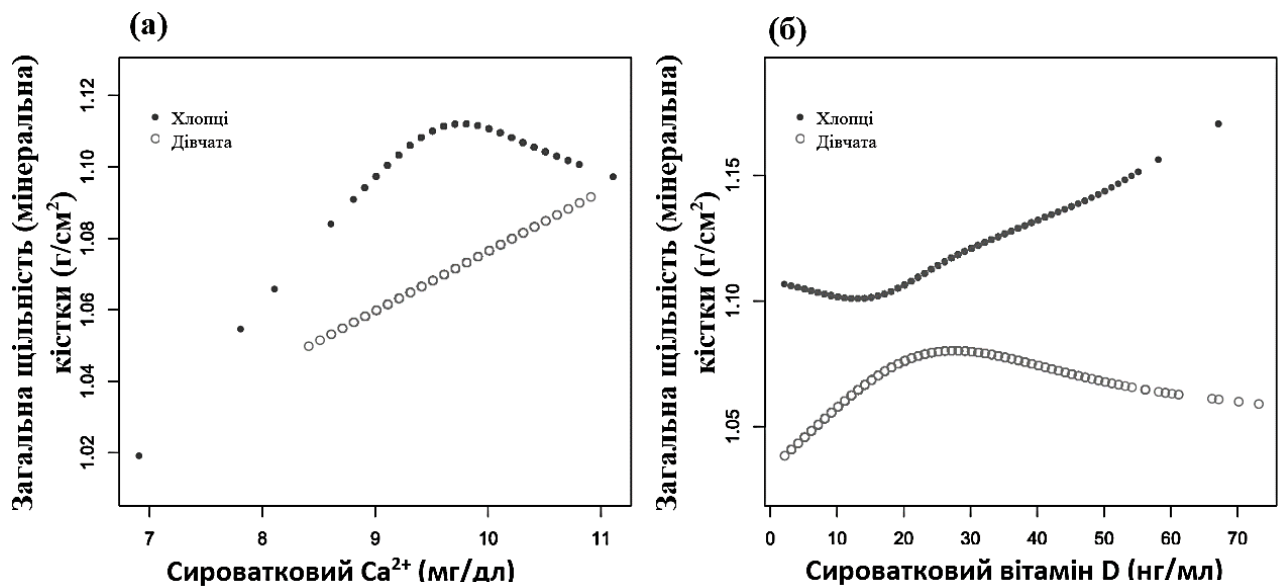 (а)
Загальна щільність (мінеральна)
кістки (г/см²)
1.12
1.10
1.08
1.06
1.04
1.02
Хлопці
Дівчата
7 8 9 10 11
Сироватковий Ca²⁺ (мг/дл)
(б)
Загальна щільність (мінеральна)
кістки (г/см²)
1.15
1.10
1.05
Хлопці
Дівчата
0 10 20 30 40 50 60 70
Сироватковий вітамін D (нг/мл)